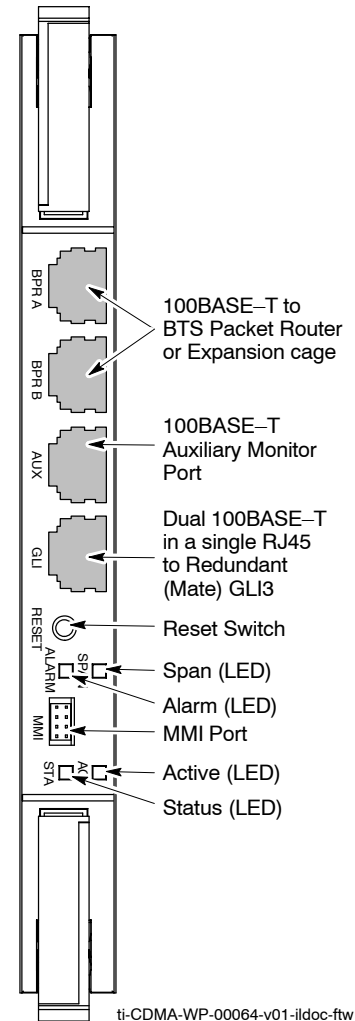 BPR A
BPR B
AUX
GLI
RESET
ALARM
SPAN
MMI
STA
100BASE–T to
BTS Packet Router
or Expansion cage
100BASE–T
Auxiliary Monitor
Port
Dual 100BASE–T
in a single RJ45
to Redundant
(Mate) GLI3
Reset Switch
Span (LED)
Alarm (LED)
MMI Port
Active (LED)
Status (LED)
ti-CDMA-WP-00064-v01-ildoc-ftw